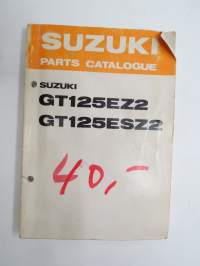 SUZUKI
PARTS CATALOGUE
SUZUKI
GT125EZ2
GT125ESZ2
40,-